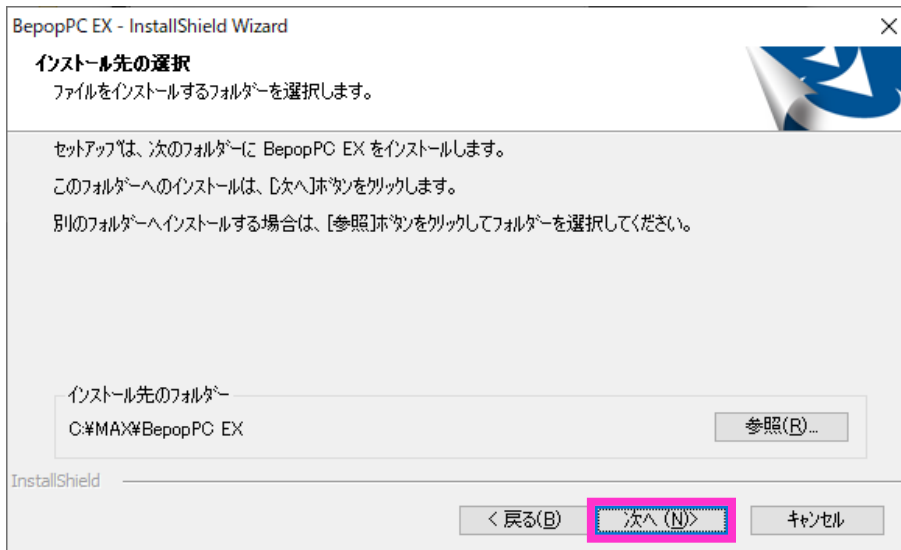 BepopPC EX - InstallShield Wizard
インストール先の選択
ファイルをインストールするフォルダーを選択します。
セットアップは、次のフォルダーに BepopPC EX をインストールします。
このフォルダーへのインストールは、[次へ]ボタンをクリックします。
別のフォルダーへインストールする場合は、[参照]ボタンをクリックしてフォルダーを選択してください。
インストール先のフォルダー
C:¥MAX¥BepopPC EX
参照(R)...
InstallShield
< 戻る(B)
次へ (N)>
キャンセル